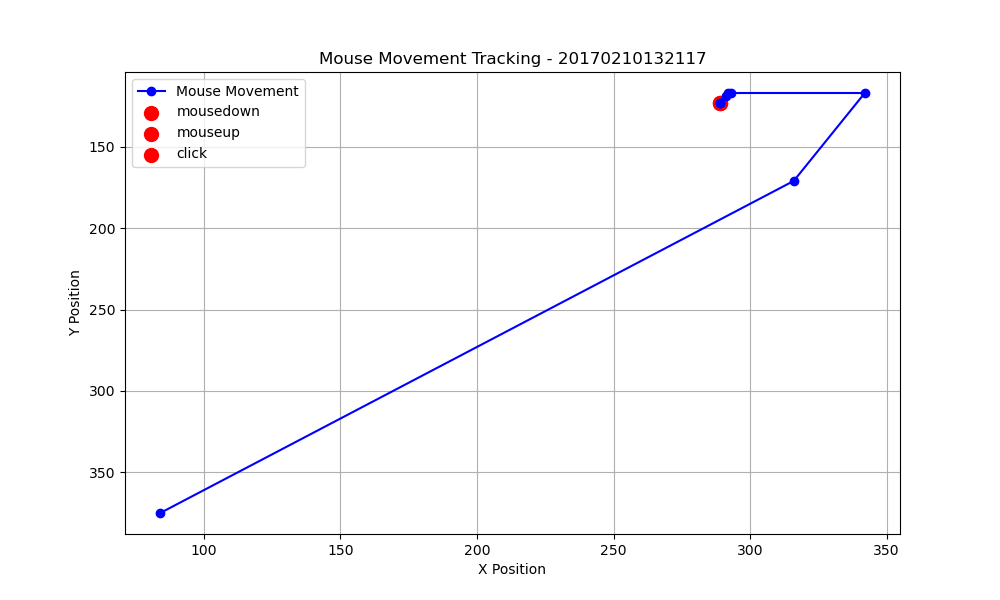 Mouse Movement Tracking - 20170210132117
Mouse Movement
mousedown
mouseup
click
150
200
250
300
350
Y Position
100
150
200
250
300
350
X Position